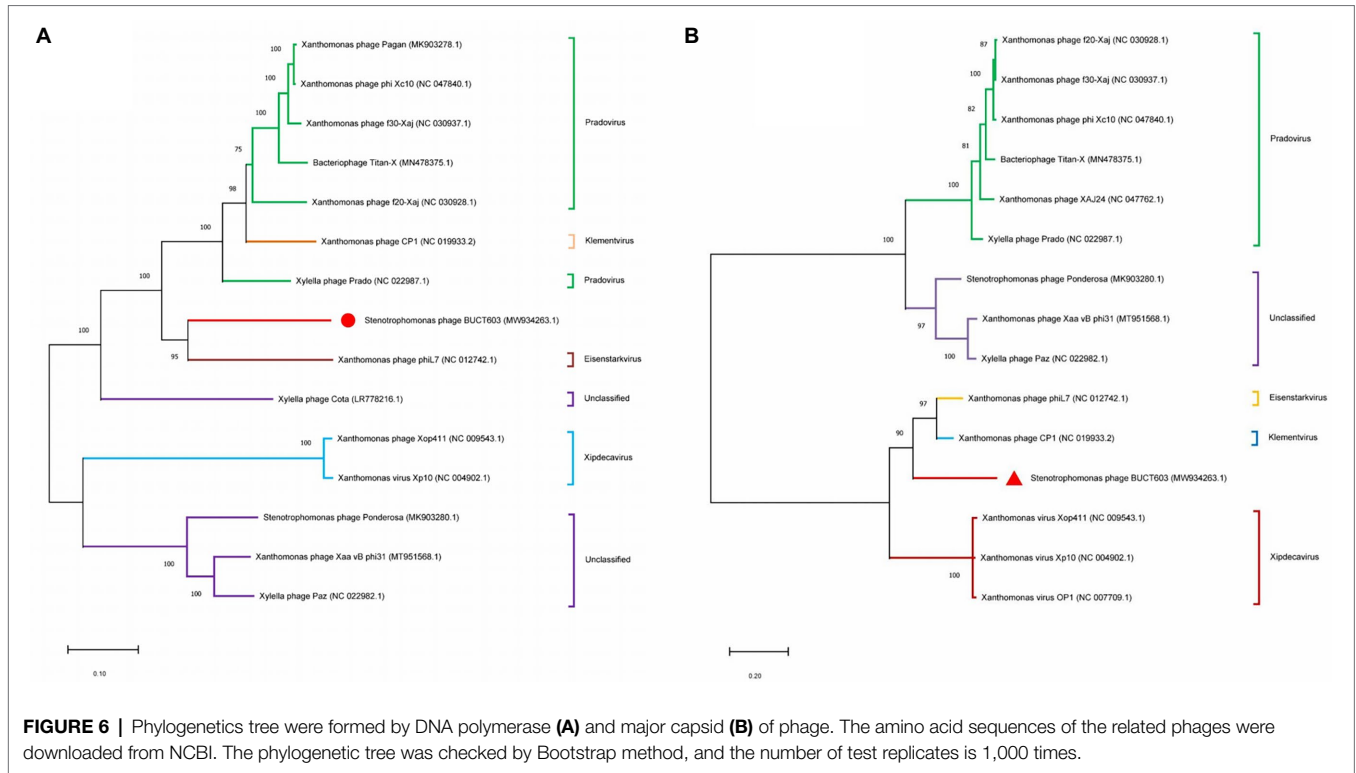 A
100
Xanthomonas phage Pagan (MK903278.1)
100
Xanthomonas phage phi Xc10 (NC 047840.1)
100
Xanthomonas phage f30-Xaj (NC 030937.1)
Pradovirus
75
Bacteriophage Titan-X (MN478375.1)
98
Xanthomonas phage f20-Xaj (NC 030928.1)
100
Xanthomonas phage CP1 (NC 019933.2)
Klementvirus
100
Xylella phage Prado (NC 022987.1)
Pradovirus
100
Stenotrophomonas phage BUCT603 (MW934263.1)
95
Xanthomonas phage phiL7 (NC 012742.1)
Eisenstarkvirus
Xylella phage Cota (LR778216.1)
Unclassified
100
Xanthomonas phage Xop411 (NC 009543.1)
Xipdecavirus
Xanthomonas virus Xp10 (NC 004902.1)
Stenotrophomonas phage Ponderosa (MK903280.1)
100
Xanthomonas phage Xaa vB phi31 (MT951568.1)
Unclassified
100
Xylella phage Paz (NC 022982.1)
0.10
B
87
Xanthomonas phage f20-Xaj (NC 030928.1)
100
Xanthomonas phage f30-Xaj (NC 030937.1)
82
Xanthomonas phage phi Xc10 (NC 047840.1)
Pradovirus
81
Bacteriophage Titan-X (MN478375.1)
100
Xanthomonas phage XAJ24 (NC 047762.1)
100
Xylella phage Prado (NC 022987.1)
Stenotrophomonas phage Ponderosa (MK903280.1)
97
Xanthomonas phage Xaa vB phi31 (MT951568.1)
Unclassified
100
Xylella phage Paz (NC 022982.1)
97
Xanthomonas phage phiL7 (NC 012742.1)
Eisenstarkvirus
90
Xanthomonas phage CP1 (NC 019933.2)
Klementvirus
Stenotrophomonas phage BUCT603 (MW934263.1)
Xanthomonas virus Xop411 (NC 009543.1)
Xanthomonas virus Xp10 (NC 004902.1)
Xipdecavirus
100
Xanthomonas virus OP1 (NC 007709.1)
0.20
FIGURE 6 | Phylogenetics tree were formed by DNA polymerase (A) and major capsid (B) of phage. The amino acid sequences of the related phages were
downloaded from NCBI. The phylogenetic tree was checked by Bootstrap method, and the number of test replicates is 1,000 times.